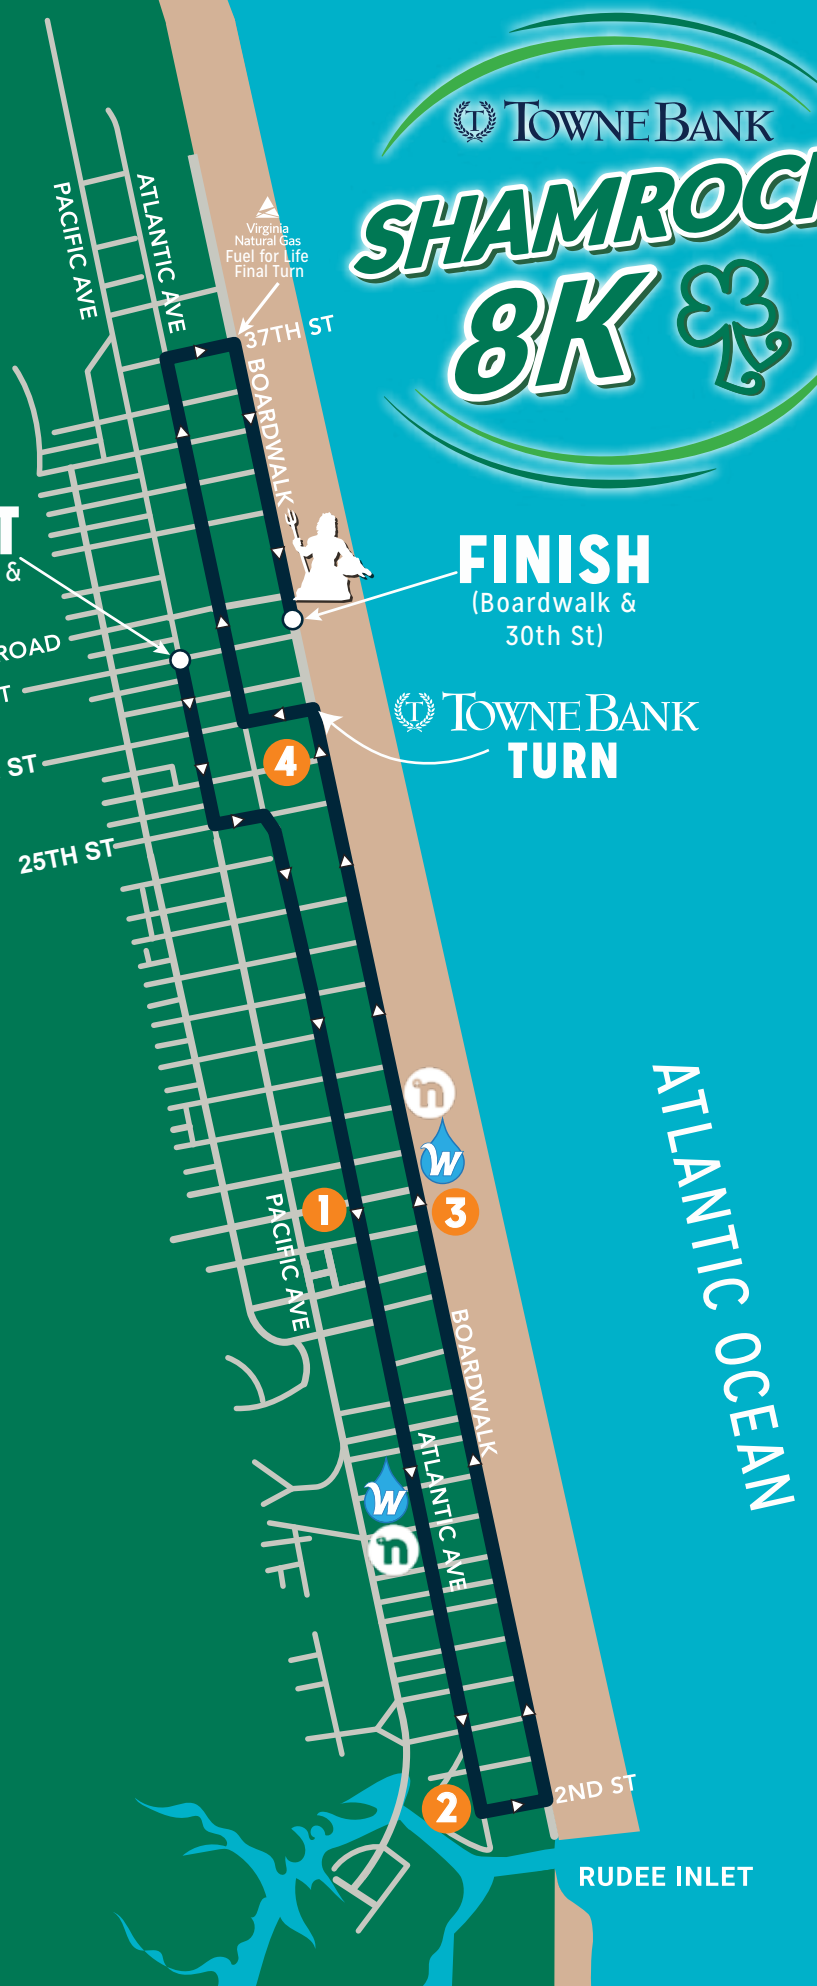 TOWNEBANK
SHAMROCK
8K
PACIFIC AVE
ATLANTIC AVE
Virginia
Natural Gas
Fuel for Life
Final Turn
37TH ST
BOARDWALK
T
&
FINISH
(Boardwalk &
30th St)
ROAD
T
TOWNEBANK
TURN
ST
4
25TH ST
n
w
1
3
PACIFIC AVE
BOARDWALK
ATLANTIC OCEAN
ATLANTIC AVE
w
n
2
2ND ST
RUDEE INLET